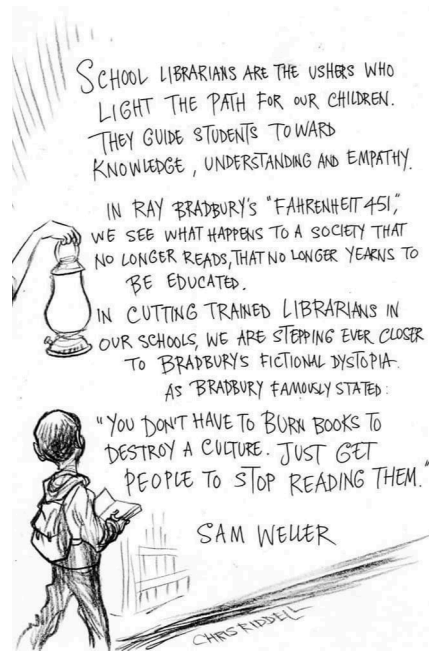 SCHOOL LIBRARIANS ARE THE USHERS WHO
LIGHT THE PATH FOR OUR CHILDREN.
THEY GUIDE STUDENTS TOWARD
KNOWLEDGE, UNDERSTANDING AND EMPATHY.
IN RAY BRADBURY'S "FAHRENHEIT 451,"
WE SEE WHAT HAPPENS TO A SOCIETY THAT
NO LONGER READS, THAT NO LONGER YEARNS TO
BE EDUCATED.
IN CUTTING TRAINED LIBRARIANS IN
OUR SCHOOLS, WE ARE STEPPING EVER CLOSER
TO BRADBURY'S FICTIONAL DYSTOPIA.
AS BRADBURY FAMOUSLY STATED:
"YOU DON'T HAVE TO BURN BOOKS TO
DESTROY A CULTURE. JUST GET
PEOPLE TO STOP READING THEM."
SAM WELLER
CHRIS RIDDELL